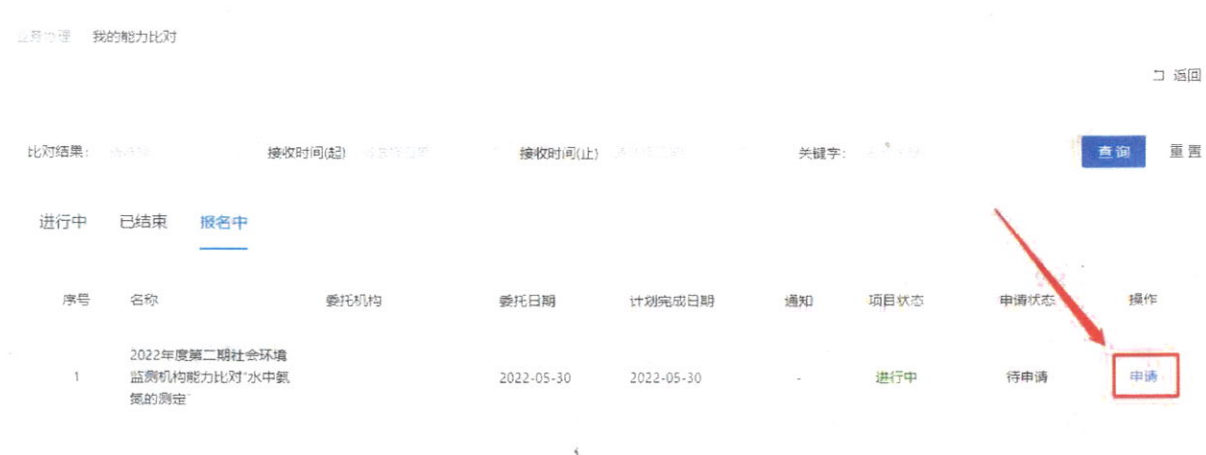 业务办理 我的能力比对
返回
比对结果： 接收时间(起) 接收时间(止) 关键字： 查询 重置
进行中 已结束 报名中
序号 名称 委托机构 委托日期 计划完成日期 通知 项目状态 申请状态 操作
2022年度第二期社会环境
1 监测机构能力比对“水中氨 2022-05-30 2022-05-30 - 进行中 待申请 申请
氮的测定”